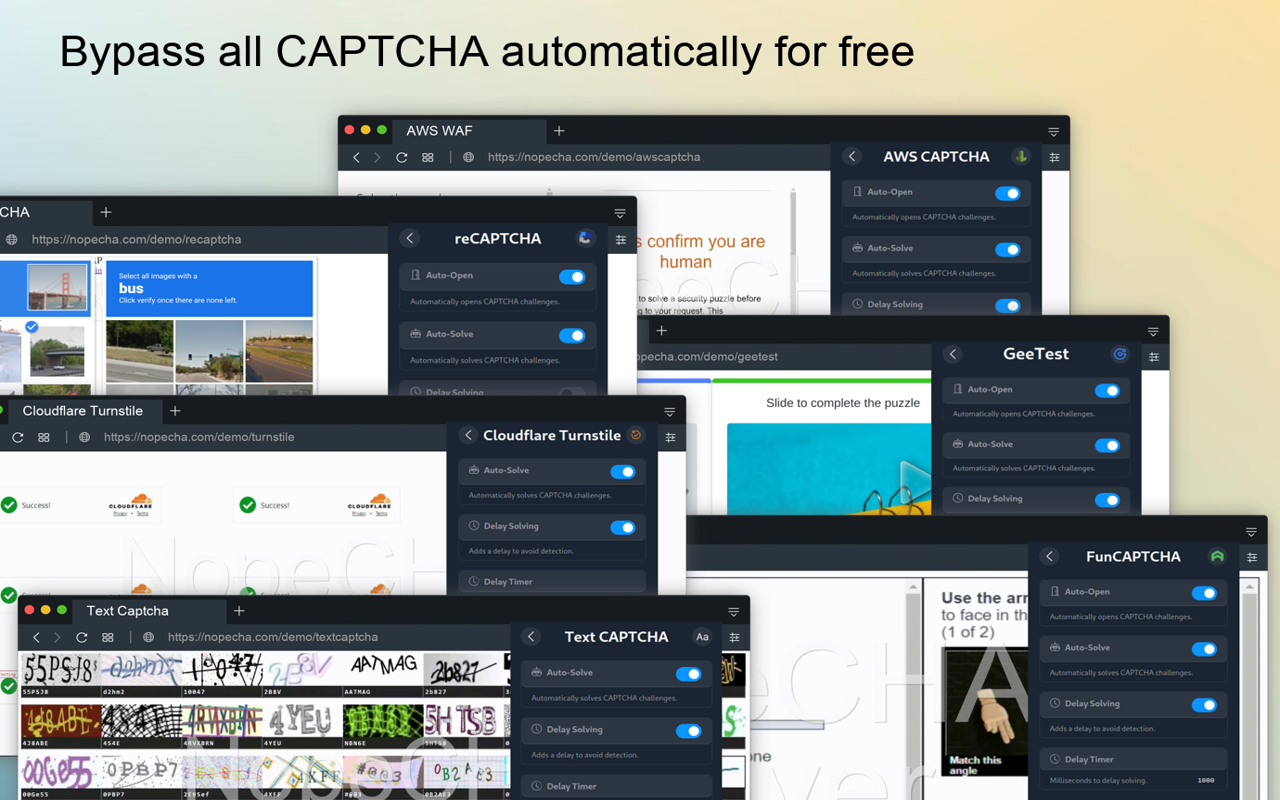 Bypass all CAPTCHA automatically for free
AWS WAF
https://nopecha.com/demo/awscaptcha
AWS CAPTCHA
Auto-Open
Automatically opens CAPTCHA challenges.
Auto-Solve
Automatically solves CAPTCHA challenges.
Delay Solving
s confirm you are
human
to solve a security puzzle before
g to your request. This
CHA
https://nopecha.com/demo/recaptcha
reCAPTCHA
Auto-Open
Automatically opens CAPTCHA challenges.
Auto-Solve
Automatically solves CAPTCHA challenges.
Delay Solving
Select all images with a
bus
Click verify once there are none left.
opecha.com/demo/geetest
GeeTest
Auto-Open
Automatically opens CAPTCHA challenges.
Auto-Solve
Automatically solves CAPTCHA challenges.
Delay Solving
Slide to complete the puzzle
Cloudflare Turnstile
https://nopecha.com/demo/turnstile
Cloudflare Turnstile
Auto-Solve
Automatically solves CAPTCHA challenges.
Delay Solving
Adds a delay to avoid detection.
Delay Timer
Success!
CLOUDFLARE
Privacy • Terms
Success!
CLOUDFLARE
Privacy • Terms
NopeCH
FunCAPTCHA
Auto-Open
Automatically opens CAPTCHA challenges.
Auto-Solve
Automatically solves CAPTCHA challenges.
Delay Solving
Adds a delay to avoid detection.
Delay Timer
Milliseconds to delay solving. 1000
Use the arr
to face in th
(1 of 2)
Match this
angle
Text Captcha
https://nopecha.com/demo/textcaptcha
Text CAPTCHA
Aa
Auto-Solve
Automatically solves CAPTCHA challenges.
Delay Solving
Adds a delay to avoid detection.
Delay Timer
55PSJ8 d2hm2 10047 2B8V AATMAG 2b827
4J8ABE 4S4E 4RVXBRN 4YEU N8N6E 5HTSB
00Ge55 0PBP7 2E9Sef 4XEF #@03 0B2AE3